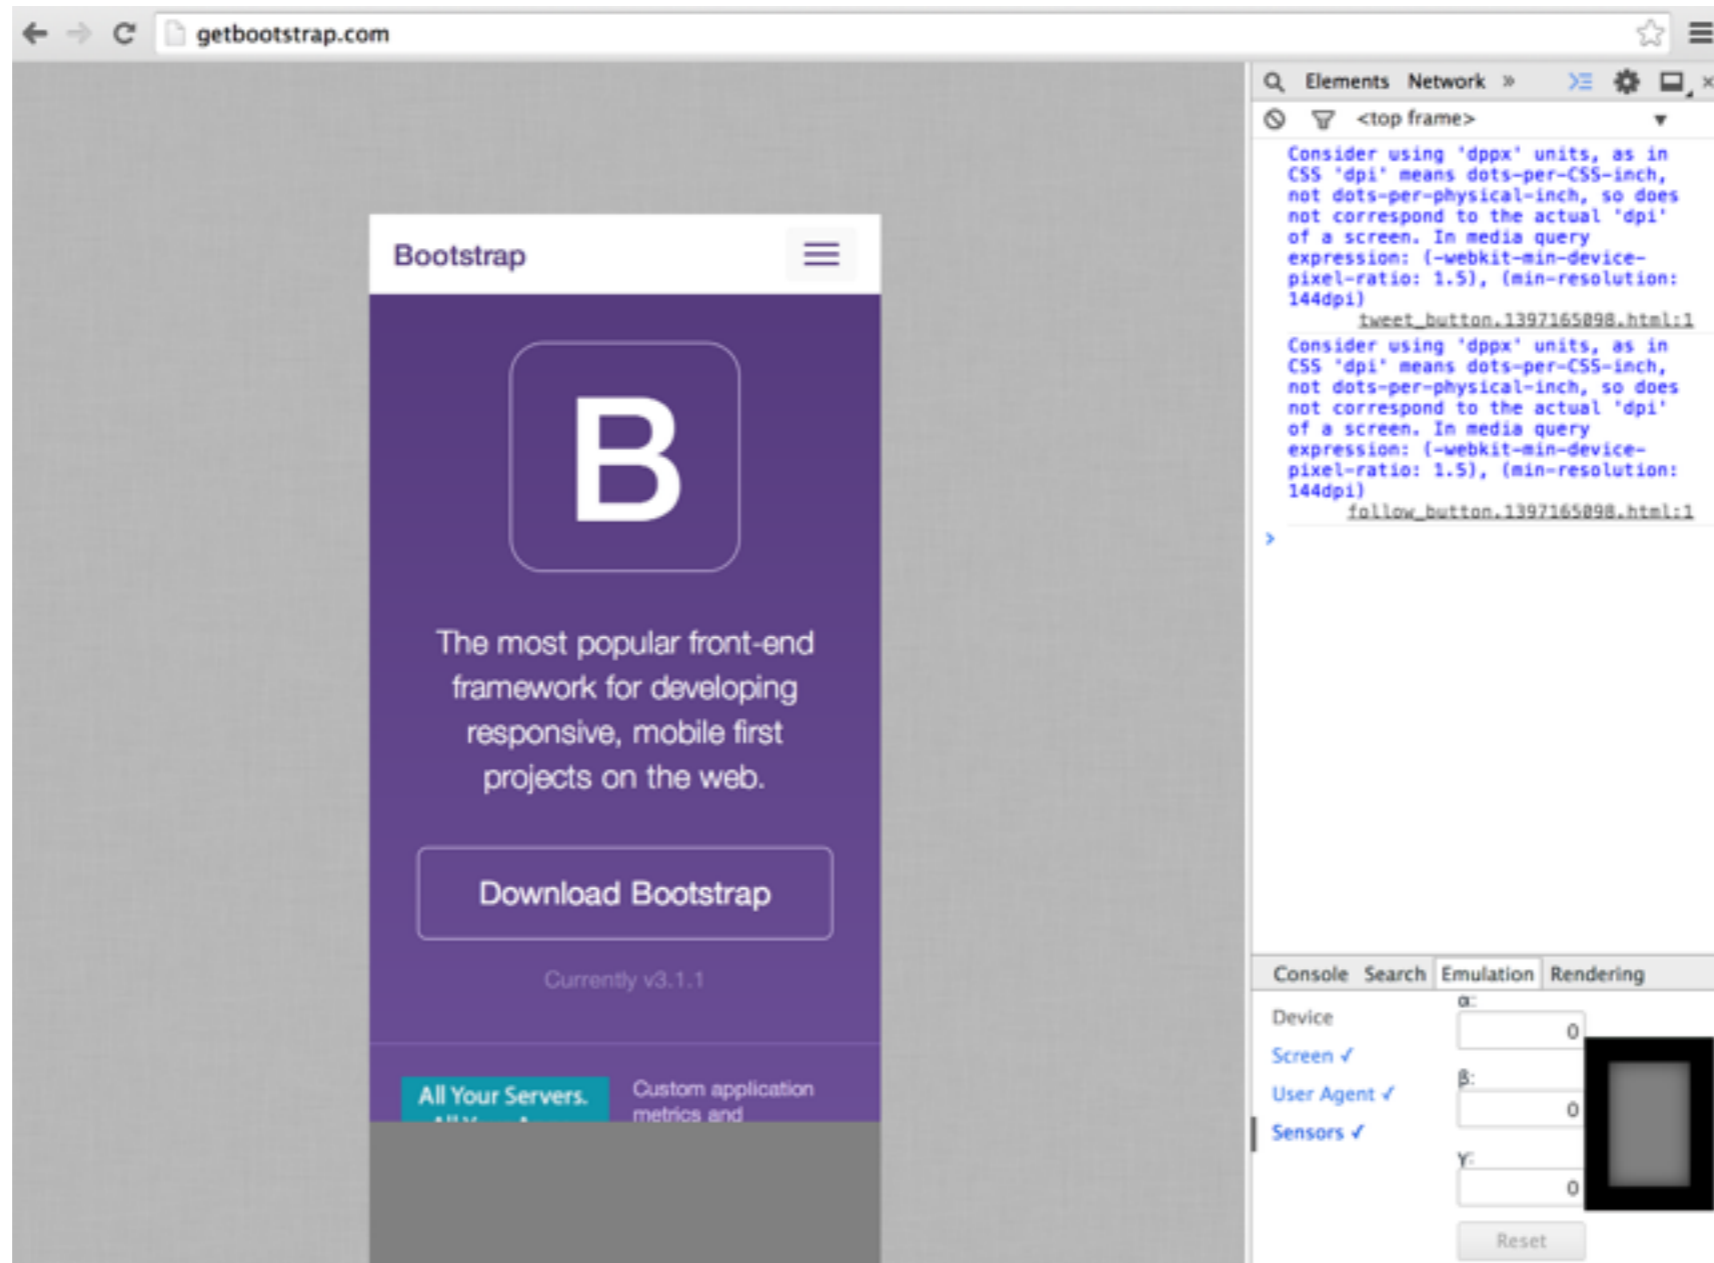 getbootstrap.com
Elements Network »
<top frame>
Consider using 'dppx' units, as in
CSS 'dpi' means dots-per-CSS-inch,
not dots-per-physical-inch, so does
not correspond to the actual 'dpi'
of a screen. In media query
expression: (-webkit-min-device-
pixel-ratio: 1.5), (min-resolution:
144dpi)
tweet_button.1397165098.html:1
Consider using 'dppx' units, as in
CSS 'dpi' means dots-per-CSS-inch,
not dots-per-physical-inch, so does
not correspond to the actual 'dpi'
of a screen. In media query
expression: (-webkit-min-device-
pixel-ratio: 1.5), (min-resolution:
144dpi)
follow_button.1397165098.html:1
Bootstrap
B
The most popular front-end
framework for developing
responsive, mobile first
projects on the web.
Download Bootstrap
Currently v3.1.1
All Your Servers.
Custom application
metrics and
Console Search Emulation Rendering
Device
Screen ✓
User Agent ✓
Sensors ✓
α:
0
β:
0
γ:
0
Reset